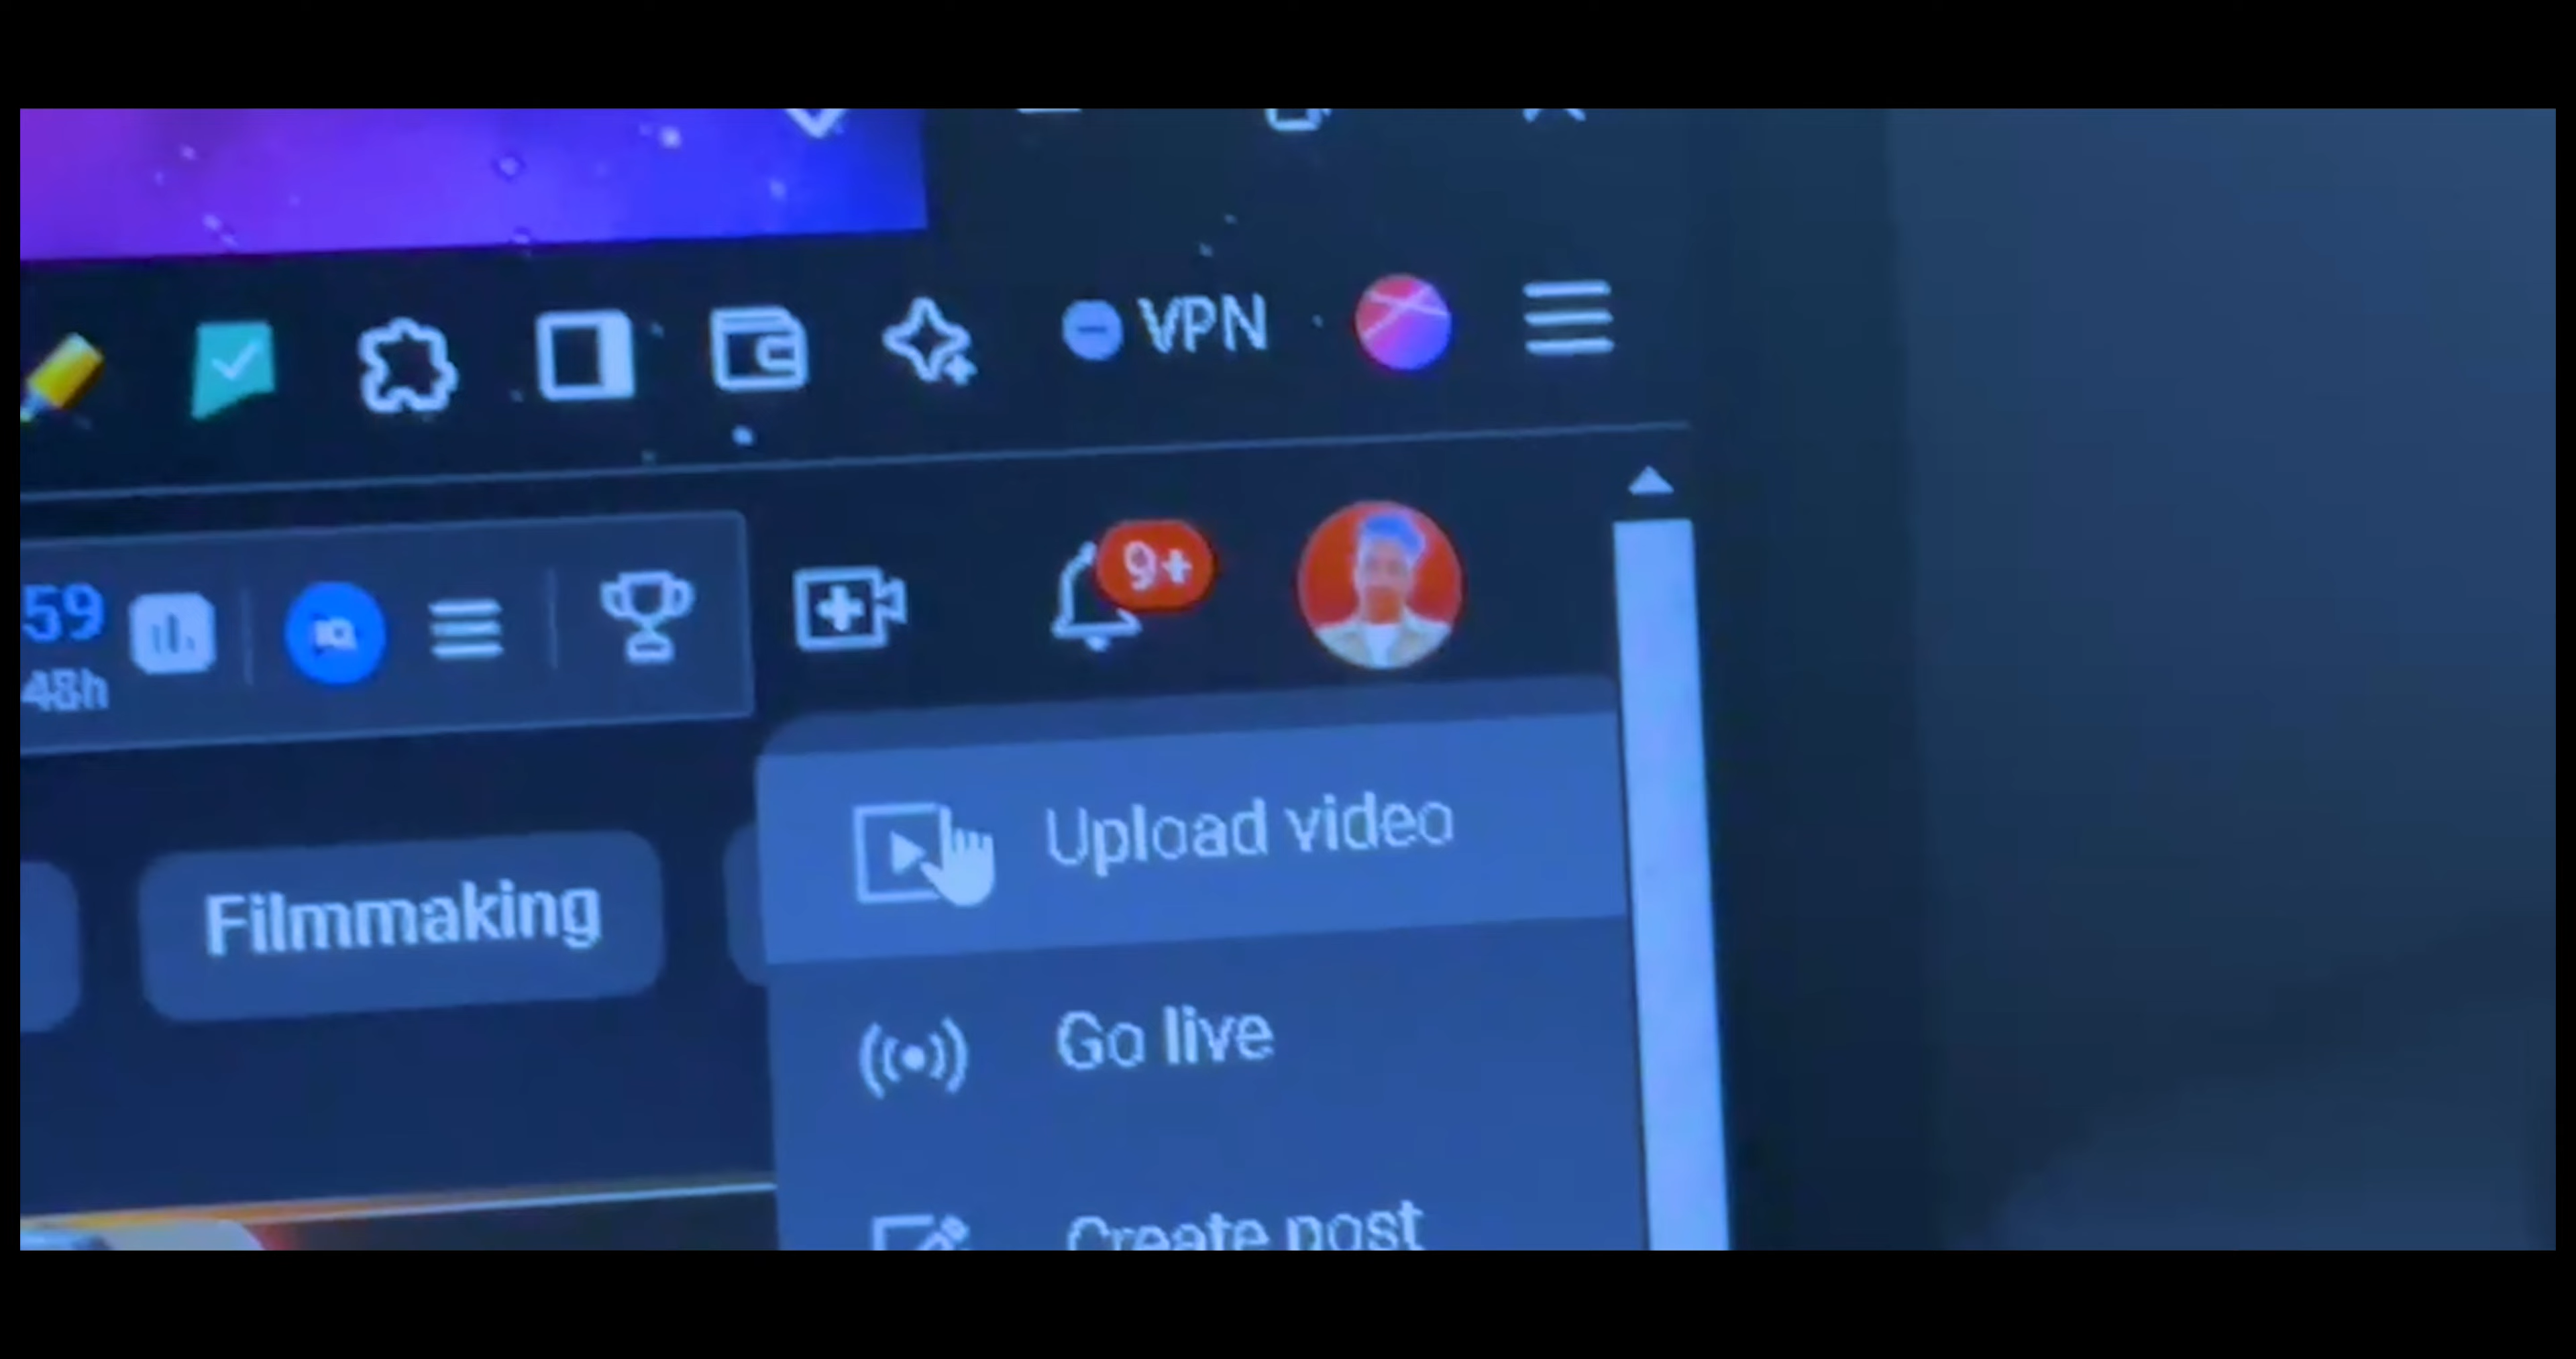 VPN
9+
59
48h
Upload video
Filmmaking
Go live
Create post